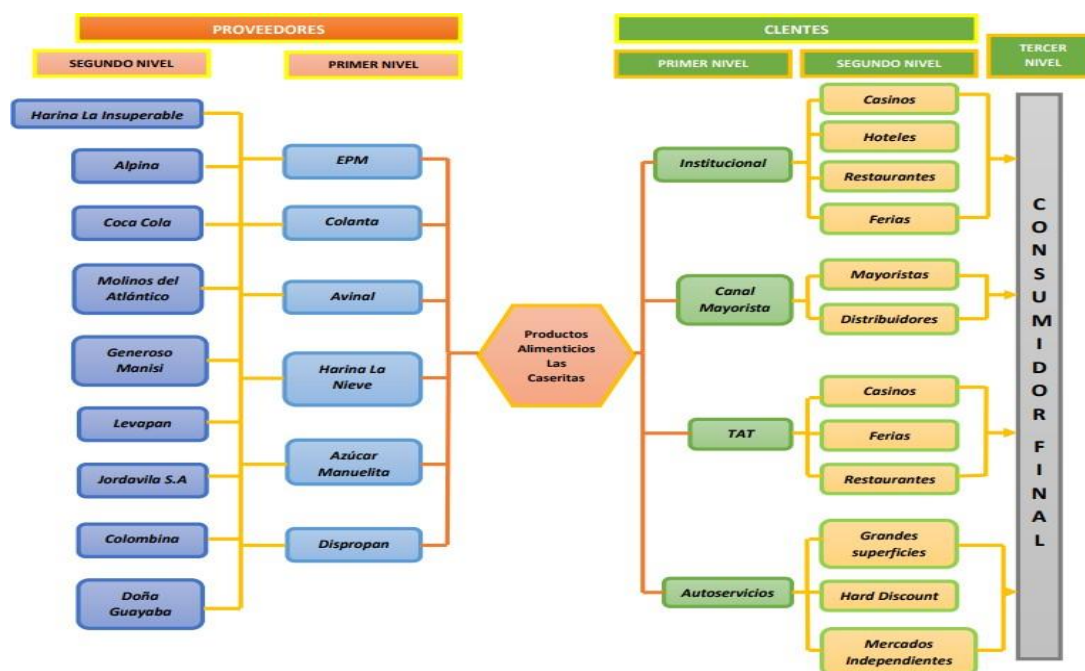 PROVEEDORES
SEGUNDO NIVEL
PRIMER NIVEL
Harina La Insuperable
Alpina
Coca Cola
Molinos del
Atlántico
Generoso
Manisi
Levapan
Jordavila S.A
Colombina
Doña
Guayaba
EPM
Colanta
Avinal
Harina La
Nieve
Azúcar
Manuelita
Dispropan
Productos
Alimenticios
Las
Caseritas
CLENTES
PRIMER NIVEL
SEGUNDO NIVEL
TERCER
NIVEL
Institucional
Canal
Mayorista
TAT
Autoservicios
Casinos
Hoteles
Restaurantes
Ferias
Mayoristas
Distribuidores
Casinos
Ferias
Restaurantes
Grandes
superficies
Hard Discount
Mercados
Independientes
CONSUMIDOR FINAL